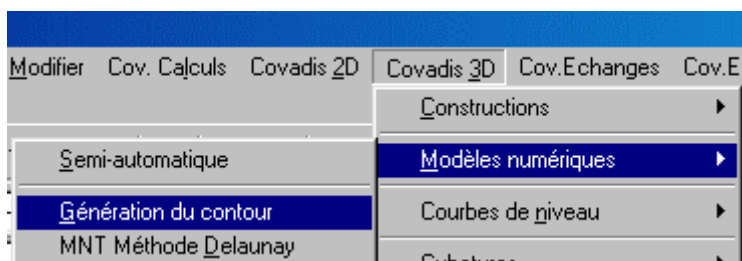 Modifier Cov. Calculs Covadis 2D Covadis 3D Cov.Echanges Cov.E
Constructions
Semi-automatique Modèles numériques
Génération du contour Courbes de niveau
MNT Méthode Delaunay